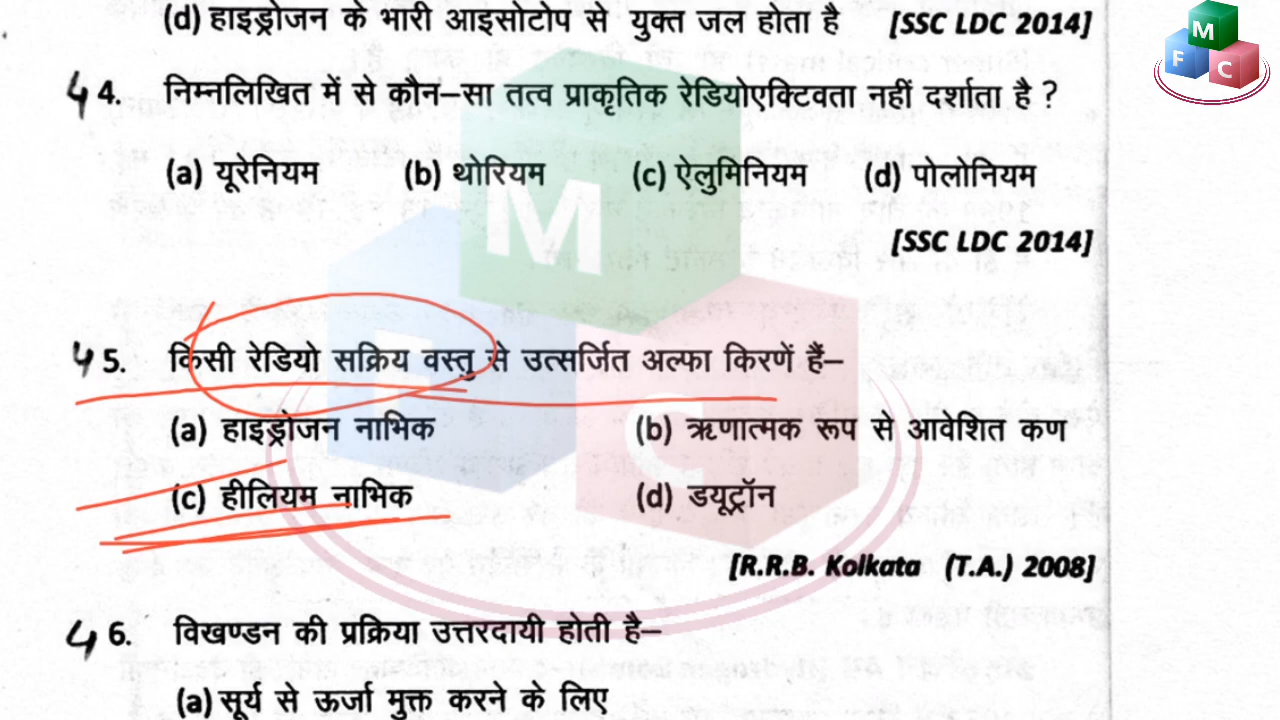 (d) हाइड्रोजन के भारी आइसोटोप से युक्त जल होता है [SSC LDC 2014]
M
F C
44. निम्नलिखित में से कौन–सा तत्व प्राकृतिक रेडियोएक्टिवता नहीं दर्शाता है ?
(a) यूरेनियम (b) थोरियम (c) ऐलुमिनियम (d) पोलोनियम
M
[SSC LDC 2014]
F
45. किसी रेडियो सक्रिय वस्तु से उत्सर्जित अल्फा किरणें हैं–
C
(a) हाइड्रोजन नाभिक (b) ऋणात्मक रूप से आवेशित कण
(c) हीलियम नाभिक (d) डयूट्रॉन
[R.R.B. Kolkata (T.A.) 2008]
46. विखण्डन की प्रक्रिया उत्तरदायी होती है–
(a) सूर्य से ऊर्जा मुक्त करने के लिए